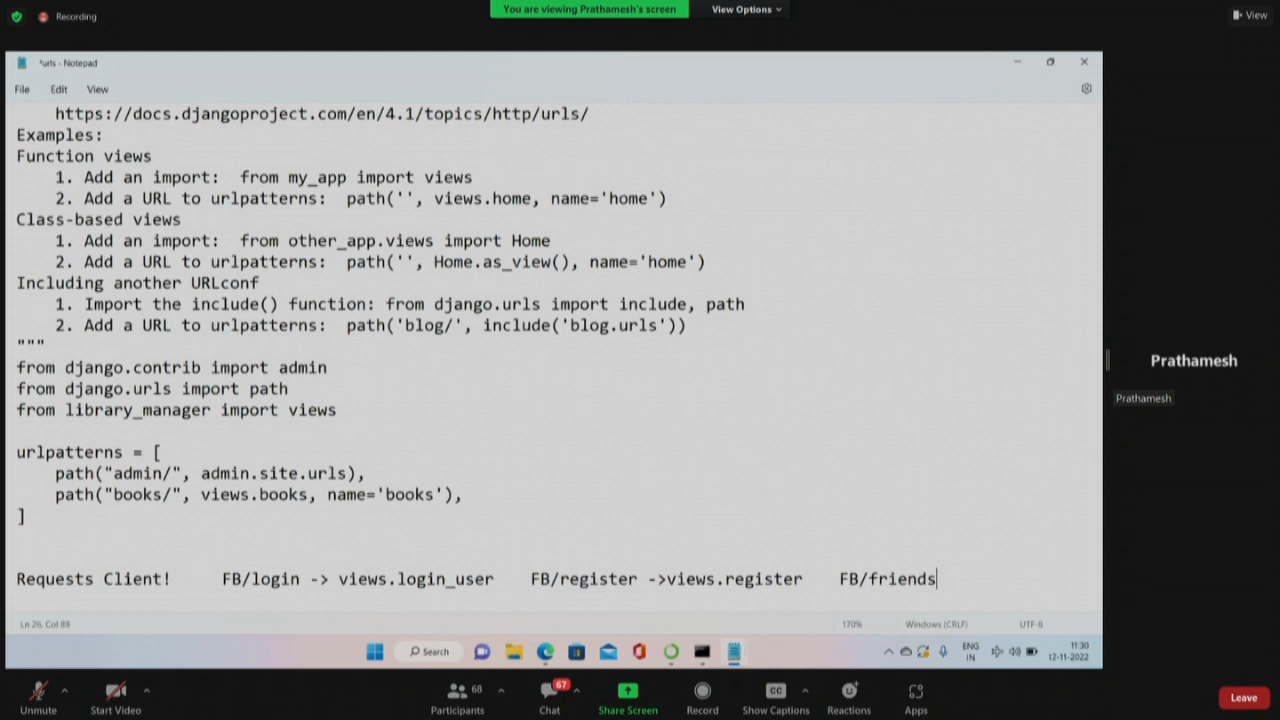 Recording
You are viewing Prathamesh's screen
View Options
View
*urls - Notepad
File Edit View
https://docs.djangoproject.com/en/4.1/topics/http/urls/
Examples:
Function views
1. Add an import:  from my_app import views
2. Add a URL to urlpatterns:  path('', views.home, name='home')
Class-based views
1. Add an import:  from other_app.views import Home
2. Add a URL to urlpatterns:  path('', Home.as_view(), name='home')
Including another URLconf
1. Import the include() function: from django.urls import include, path
2. Add a URL to urlpatterns:  path('blog/', include('blog.urls'))
"""
from django.contrib import admin
from django.urls import path
from library_manager import views
urlpatterns = [
path("admin/", admin.site.urls),
path("books/", views.books, name='books'),
]
Requests Client! FB/login -> views.login_user FB/register ->views.register FB/friends
Prathamesh
Prathamesh
Ln 26, Col 89 170% Windows (CRLF) UTF-8
Search
ENG
IN
11:30
12-11-2022
68
67
CC
Unmute Start Video Participants Chat Share Screen Record Show Captions Reactions Apps Leave